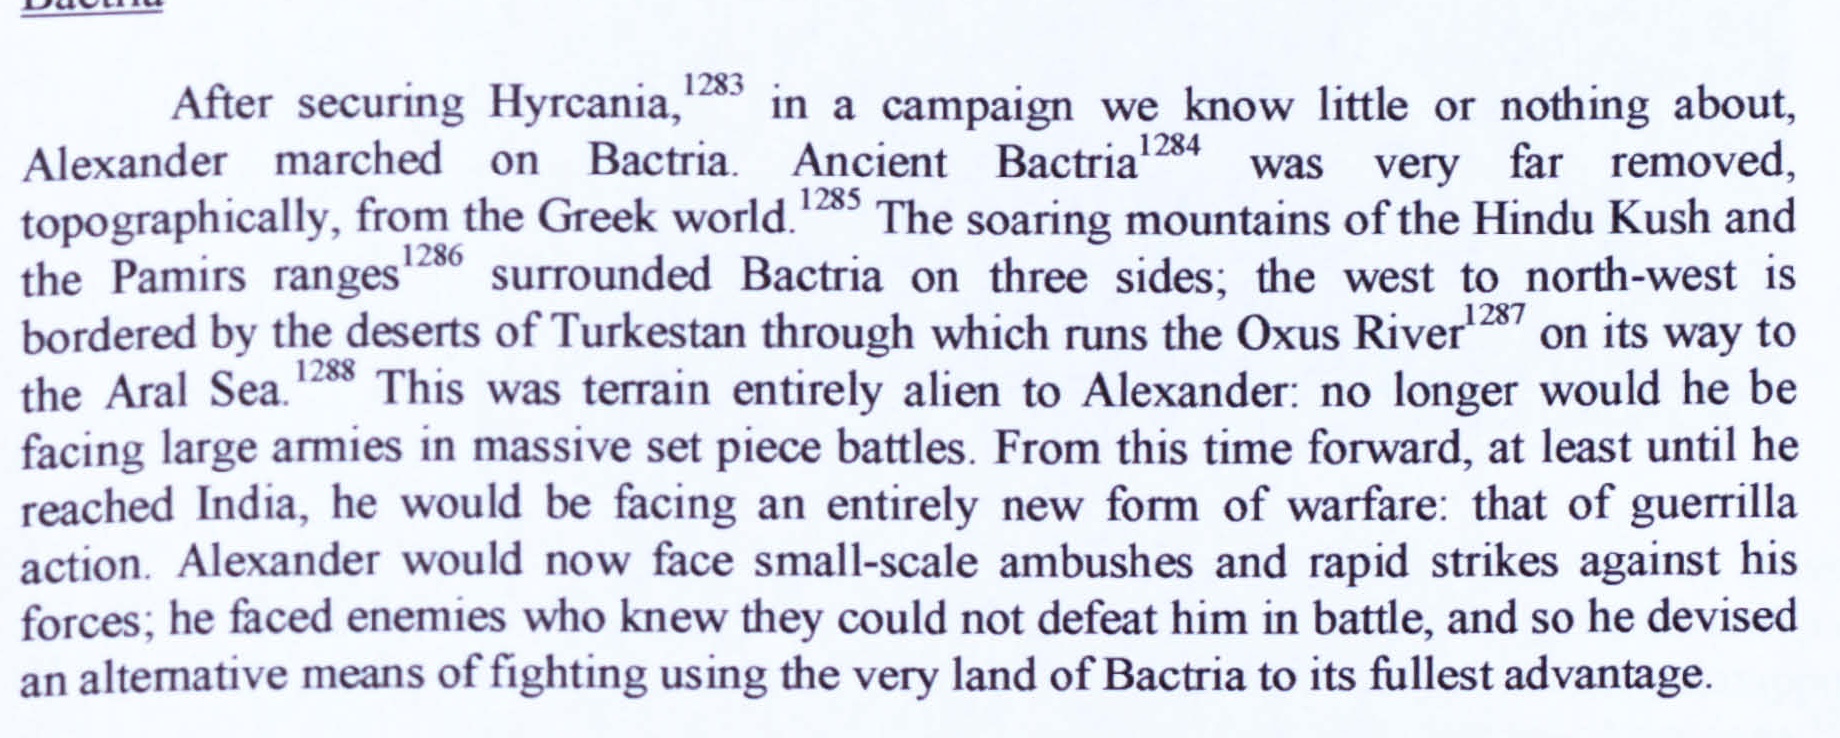 Bactria
After securing Hyrcania,1283 in a campaign we know little or nothing about,
Alexander marched on Bactria. Ancient Bactria1284 was very far removed,
topographically, from the Greek world.1285 The soaring mountains of the Hindu Kush and
the Pamirs ranges1286 surrounded Bactria on three sides; the west to north-west is
bordered by the deserts of Turkestan through which runs the Oxus River1287 on its way to
the Aral Sea.1288 This was terrain entirely alien to Alexander: no longer would he be
facing large armies in massive set piece battles. From this time forward, at least until he
reached India, he would be facing an entirely new form of warfare: that of guerrilla
action. Alexander would now face small-scale ambushes and rapid strikes against his
forces; he faced enemies who knew they could not defeat him in battle, and so he devised
an alternative means of fighting using the very land of Bactria to its fullest advantage.